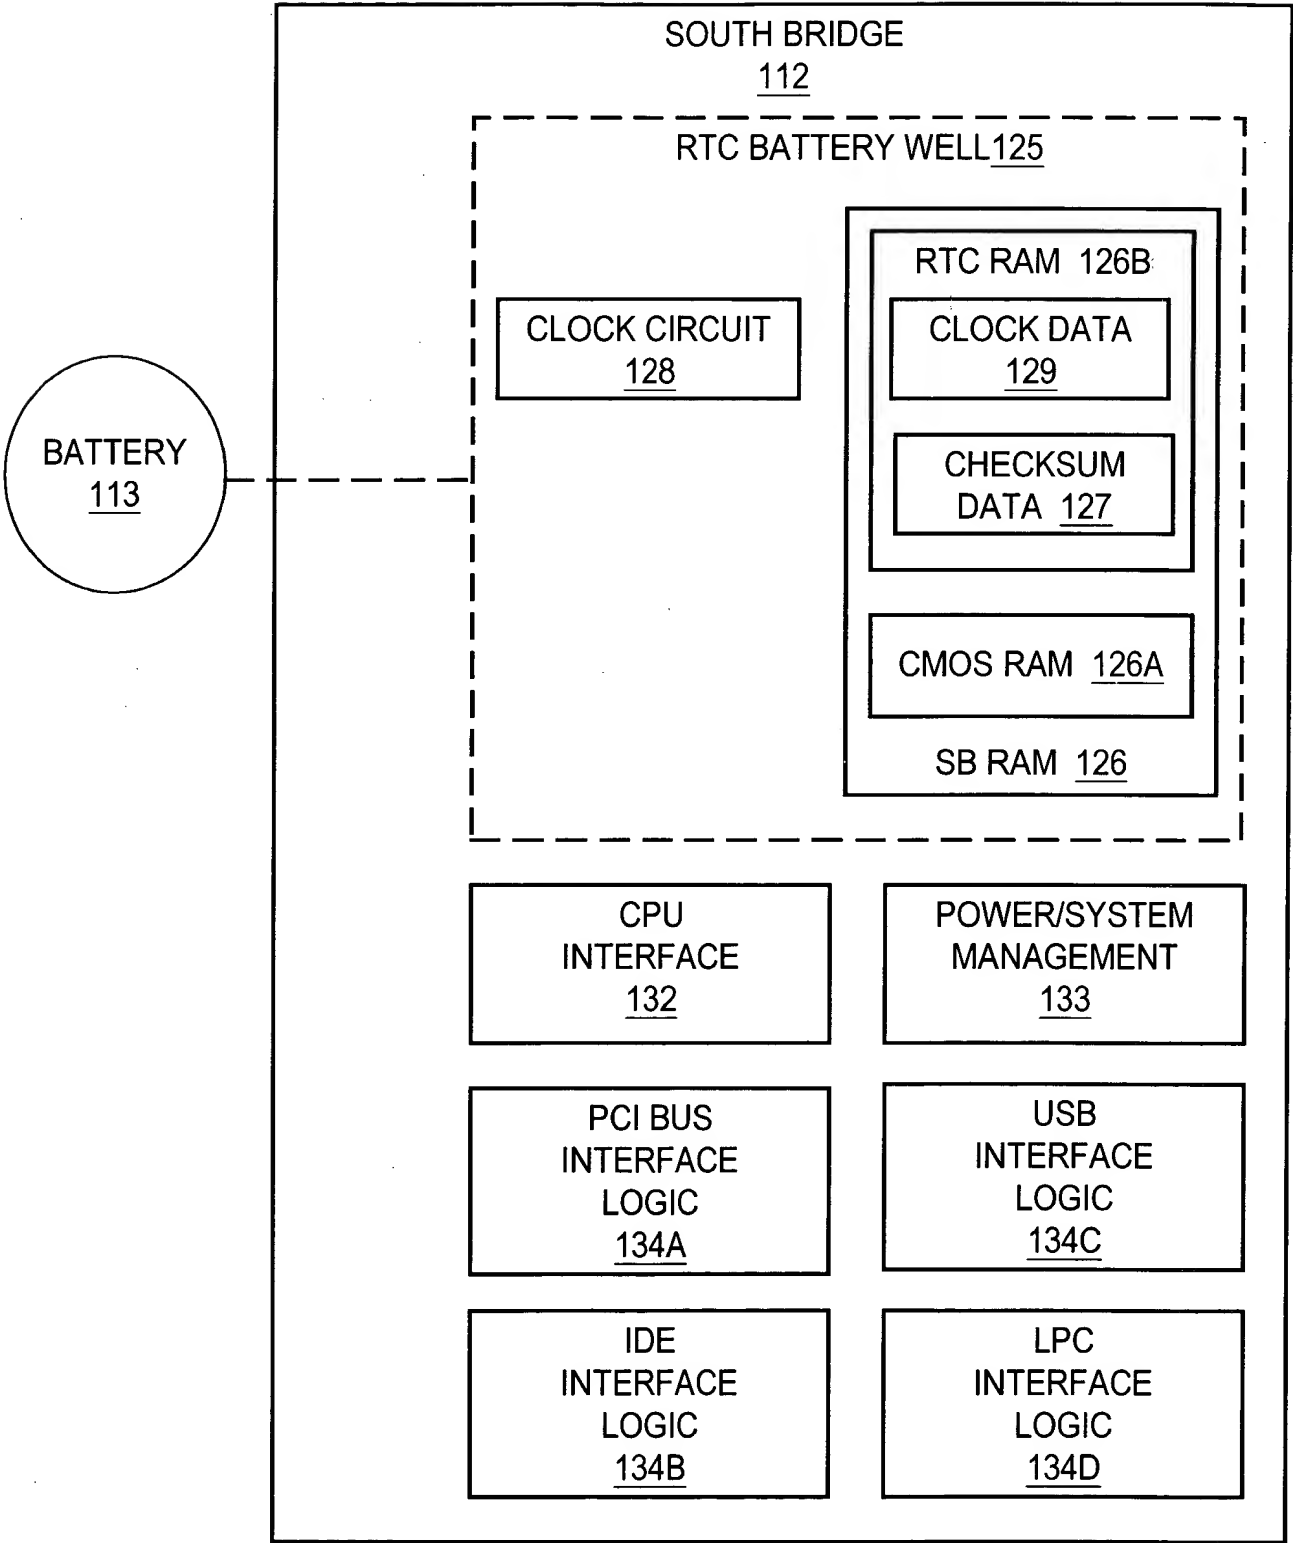 SOUTH BRIDGE
112
RTC BATTERY WELL125
RTC RAM 126B
CLOCK CIRCUIT
128
CLOCK DATA
129
BATTERY
113
CHECKSUM
DATA 127
CMOS RAM 126A
SB RAM 126
CPU
INTERFACE
132
POWER/SYSTEM
MANAGEMENT
133
PCI BUS
INTERFACE
LOGIC
134A
USB
INTERFACE
LOGIC
134C
IDE
INTERFACE
LOGIC
134B
LPC
INTERFACE
LOGIC
134D